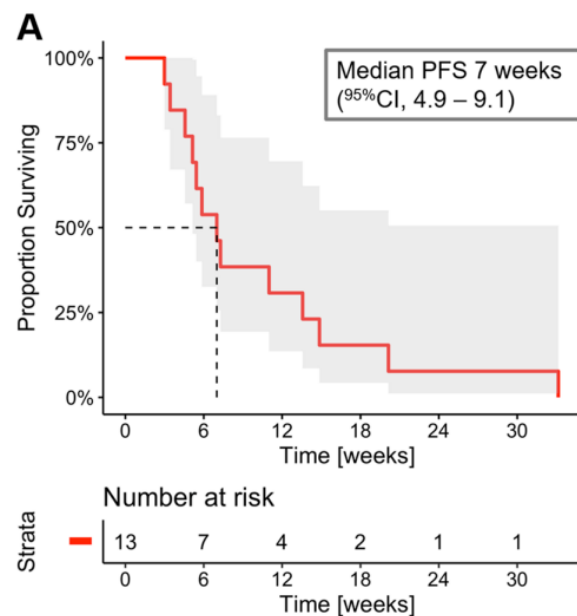 A
Median PFS 7 weeks
(95%CI, 4.9 – 9.1)
Proportion Surviving
100%
75%
50%
25%
0%
0 6 12 18 24 30
Time [weeks]
Number at risk
Strata
13 7 4 2 1 1
0 6 12 18 24 30
Time [weeks]